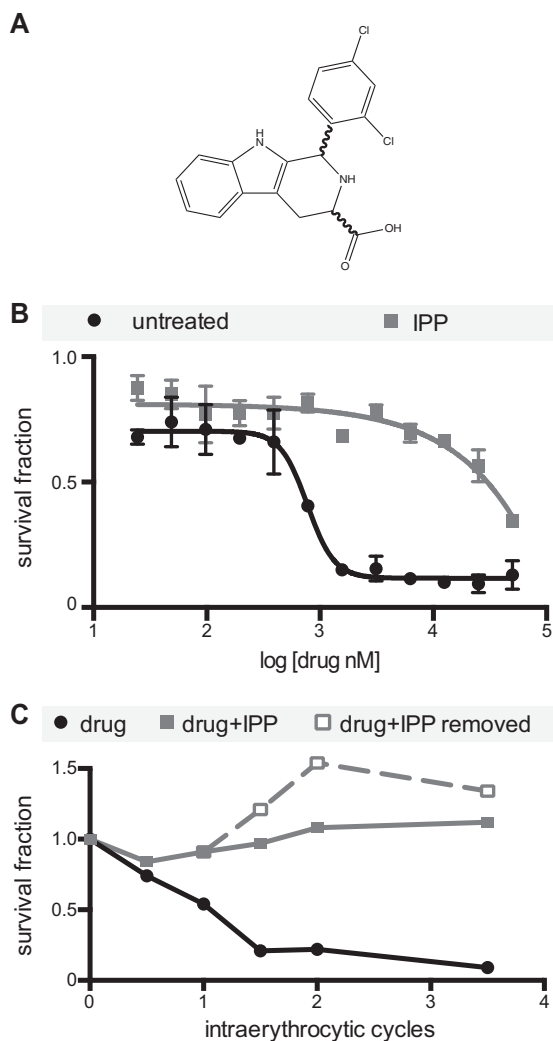 A
Cl
Cl
H
N
NH
OH
O
B
untreated IPP
1.0
0.5
0
survival fraction
1 2 3 4 5
log [drug nM]
C
drug drug+IPP drug+IPP removed
1.5
1.0
0.5
0
survival fraction
0 1 2 3 4
intraerythrocytic cycles